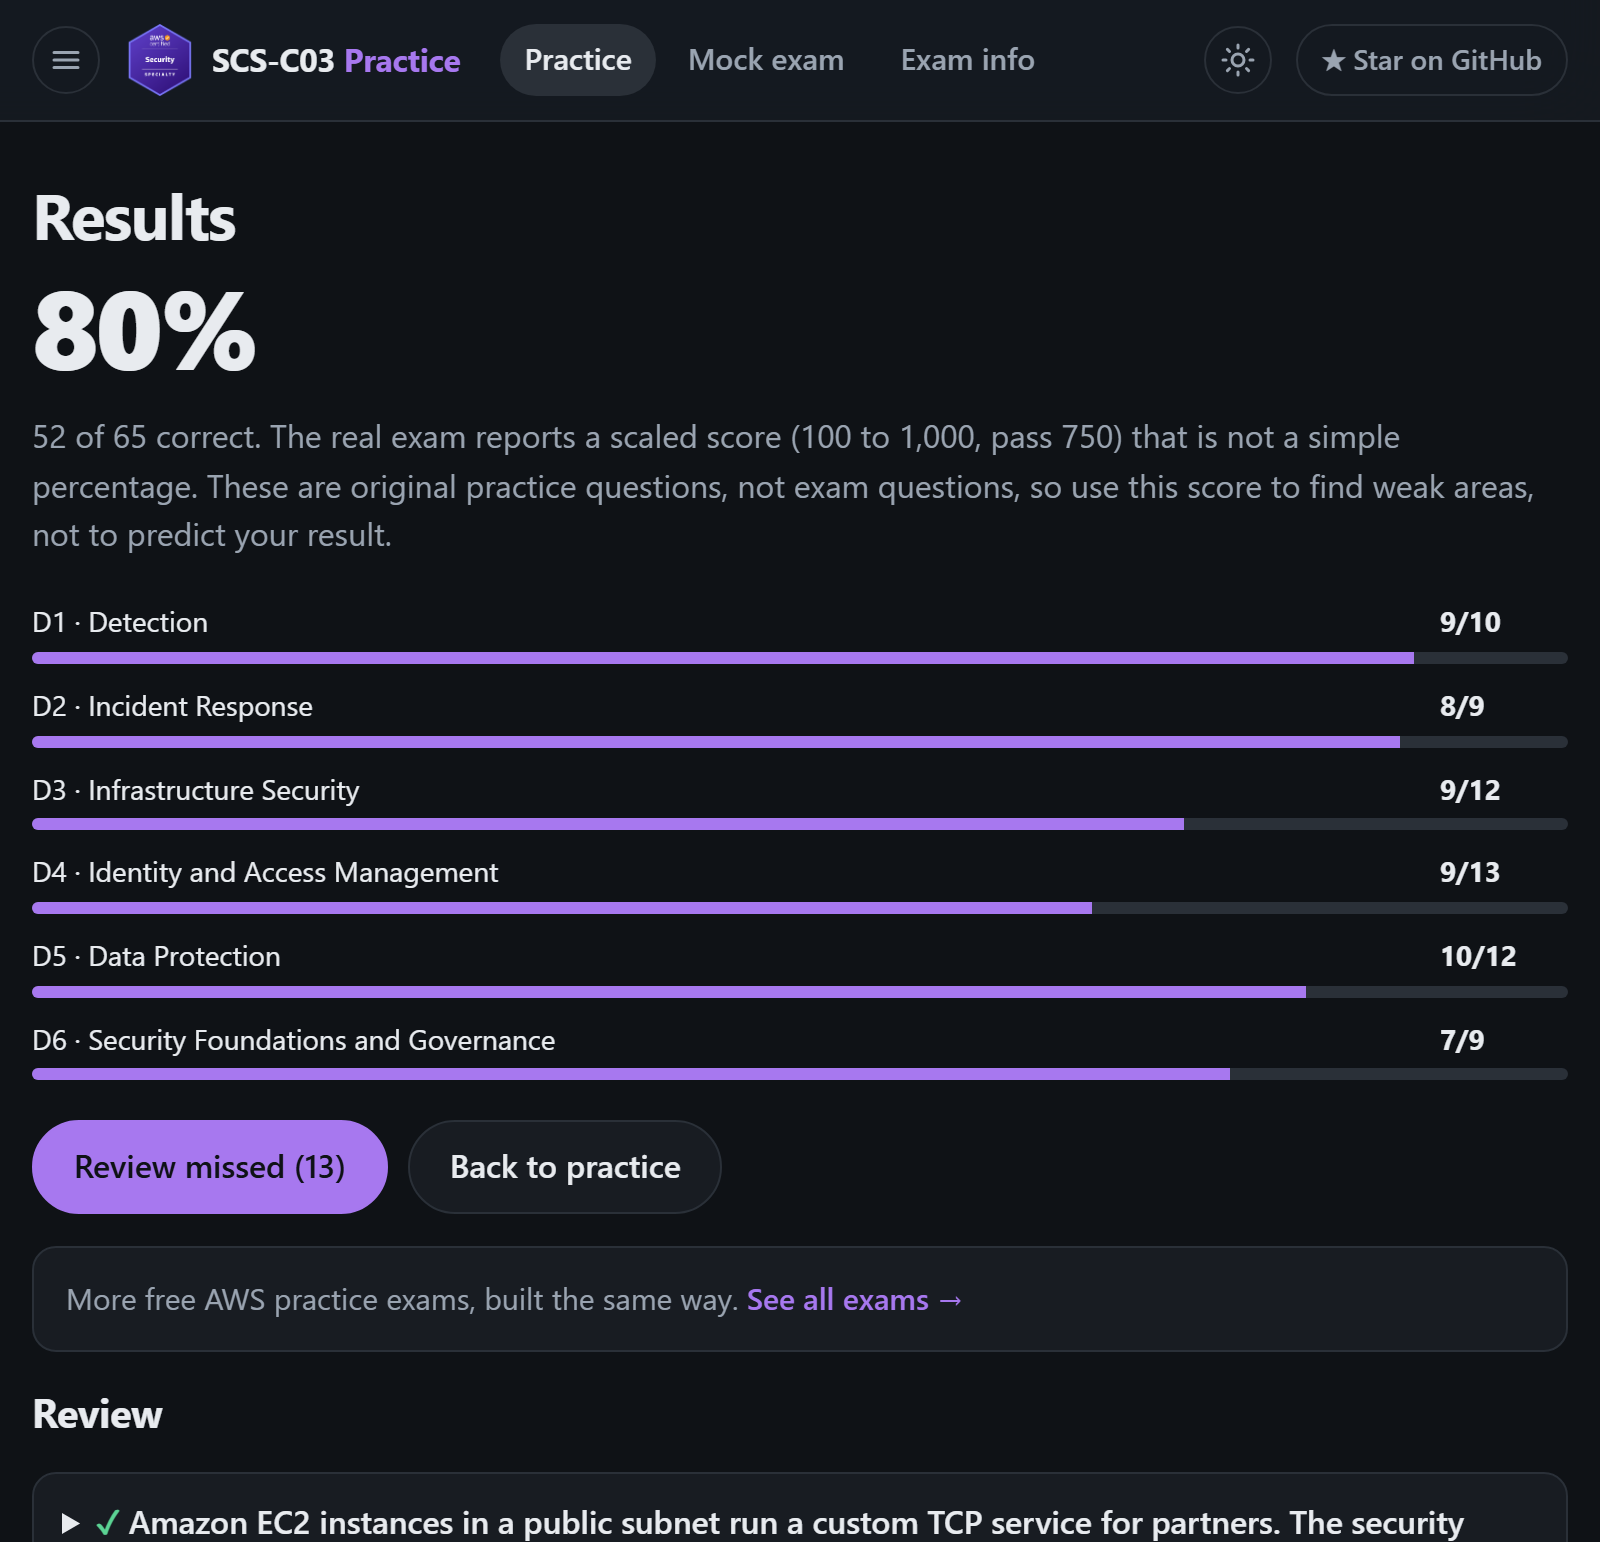 aws
Security
SPECIALTY
SCS-C03 Practice
Practice
Mock exam
Exam info
★ Star on GitHub
Results
80%
52 of 65 correct. The real exam reports a scaled score (100 to 1,000, pass 750) that is not a simple
percentage. These are original practice questions, not exam questions, so use this score to find weak areas,
not to predict your result.
D1 · Detection 9/10
D2 · Incident Response 8/9
D3 · Infrastructure Security 9/12
D4 · Identity and Access Management 9/13
D5 · Data Protection 10/12
D6 · Security Foundations and Governance 7/9
Review missed (13)
Back to practice
More free AWS practice exams, built the same way. See all exams →
Review
▶ ✓ Amazon EC2 instances in a public subnet run a custom TCP service for partners. The security